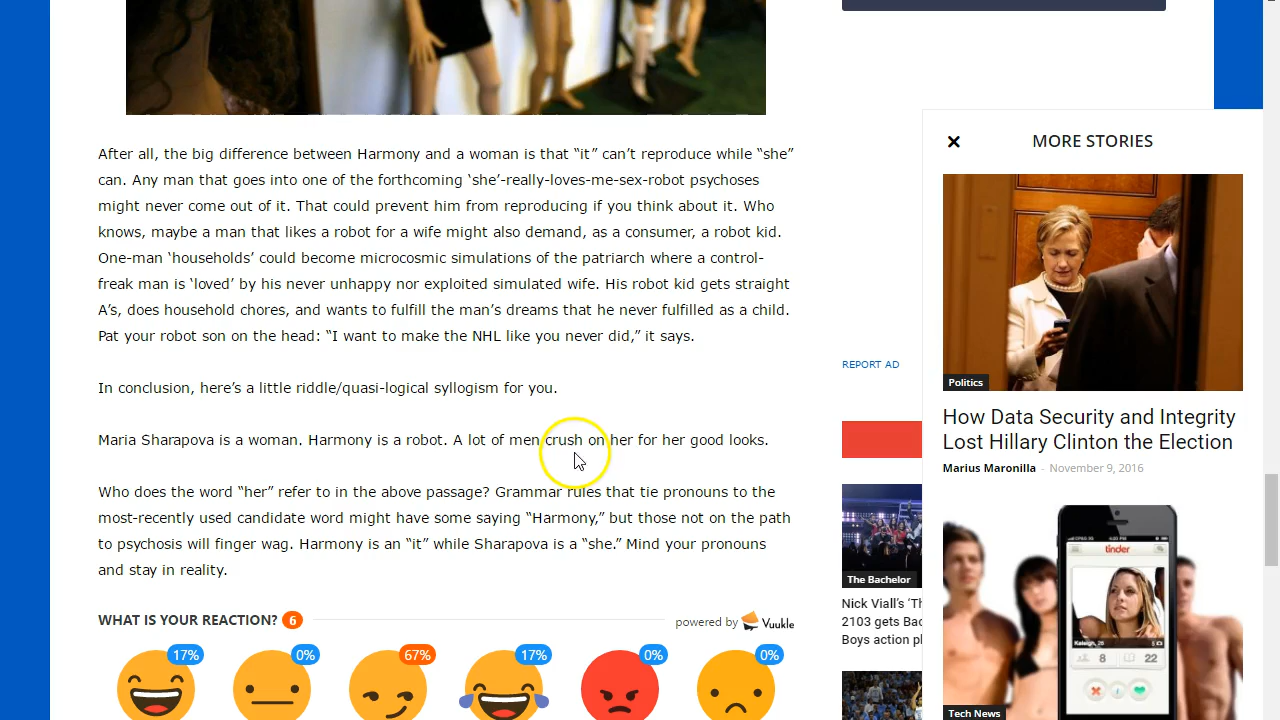 After all, the big difference between Harmony and a woman is that “it” can’t reproduce while “she”
can. Any man that goes into one of the forthcoming ‘she’-really-loves-me-sex-robot psychoses
might never come out of it. That could prevent him from reproducing if you think about it. Who
knows, maybe a man that likes a robot for a wife might also demand, as a consumer, a robot kid.
One-man ‘households’ could become microcosmic simulations of the patriarch where a control-
freak man is ‘loved’ by his never unhappy nor exploited simulated wife. His robot kid gets straight
A’s, does household chores, and wants to fulfill the man’s dreams that he never fulfilled as a child.
Pat your robot son on the head: “I want to make the NHL like you never did,” it says.
In conclusion, here’s a little riddle/quasi-logical syllogism for you.
Maria Sharapova is a woman. Harmony is a robot. A lot of men crush on her for her good looks.
Who does the word “her” refer to in the above passage? Grammar rules that tie pronouns to the
most-recently used candidate word might have some saying “Harmony,” but those not on the path
to psychosis will finger wag. Harmony is an “it” while Sharapova is a “she.” Mind your pronouns
and stay in reality.
WHAT IS YOUR REACTION? 6
powered by Vuukle
17% 0% 67% 17% 0% 0%
REPORT AD
The Bachelor
Nick Viall’s ‘Th
2103 gets Bac
Boys action pl
× MORE STORIES
Politics
How Data Security and Integrity
Lost Hillary Clinton the Election
Marius Maronilla - November 9, 2016
tinder
Kaleigh, 26
8 22
Tech News